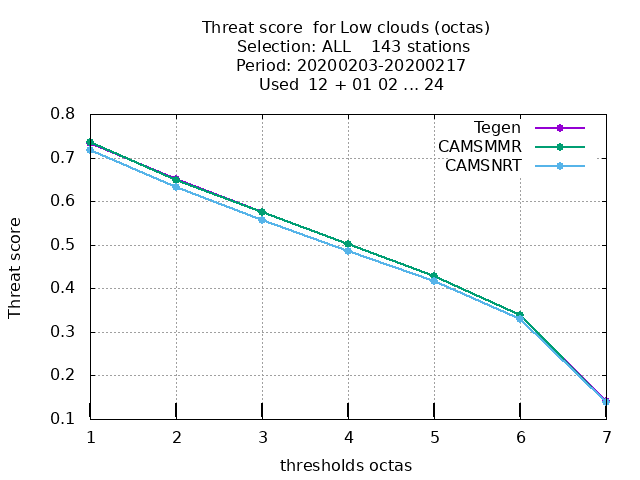 Threat score  for Low clouds (octas)
Selection: ALL    143 stations
Period: 20200203-20200217
Used  12 + 01 02 ... 24
Tegen
CAMSMMR
CAMSNRT
0.8
0.7
0.6
0.5
0.4
0.3
0.2
0.1
Threat score
1 2 3 4 5 6 7
thresholds octas